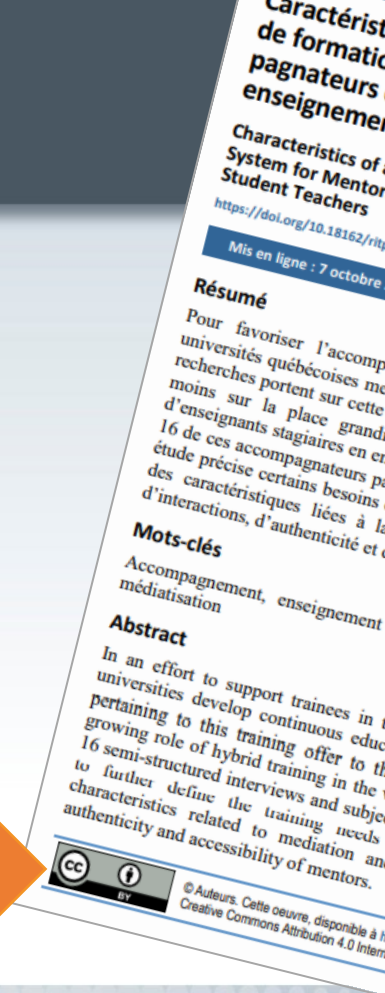 Caractérist
de formatio
pagnateurs
enseignemen
Characteristics of a
System for Mentor
Student Teachers
https://doi.org/10.18162/ritp
Mis en ligne : 7 octobre
Résumé
Pour favoriser l’accomp
universités québécoises me
recherches portent sur cette
moins sur la place grandi
d’enseignants stagiaires en en
16 de ces accompagnateurs pa
étude précise certains besoins
des caractéristiques liées à la
d’interactions, d’authenticité et
Mots-clés
Accompagnement, enseignement
médiatisation
Abstract
In an effort to support trainees in t
universities develop continuous educ
pertaining to this training offer to th
growing role of hybrid training in the
16 semi-structured interviews and subjec
to further define the training needs
characteristics related to mediation and
authenticity and accessibility of mentors.
cc
BY
© Auteurs. Cette oeuvre, disponible à h
Creative Commons Attribution 4.0 Intern